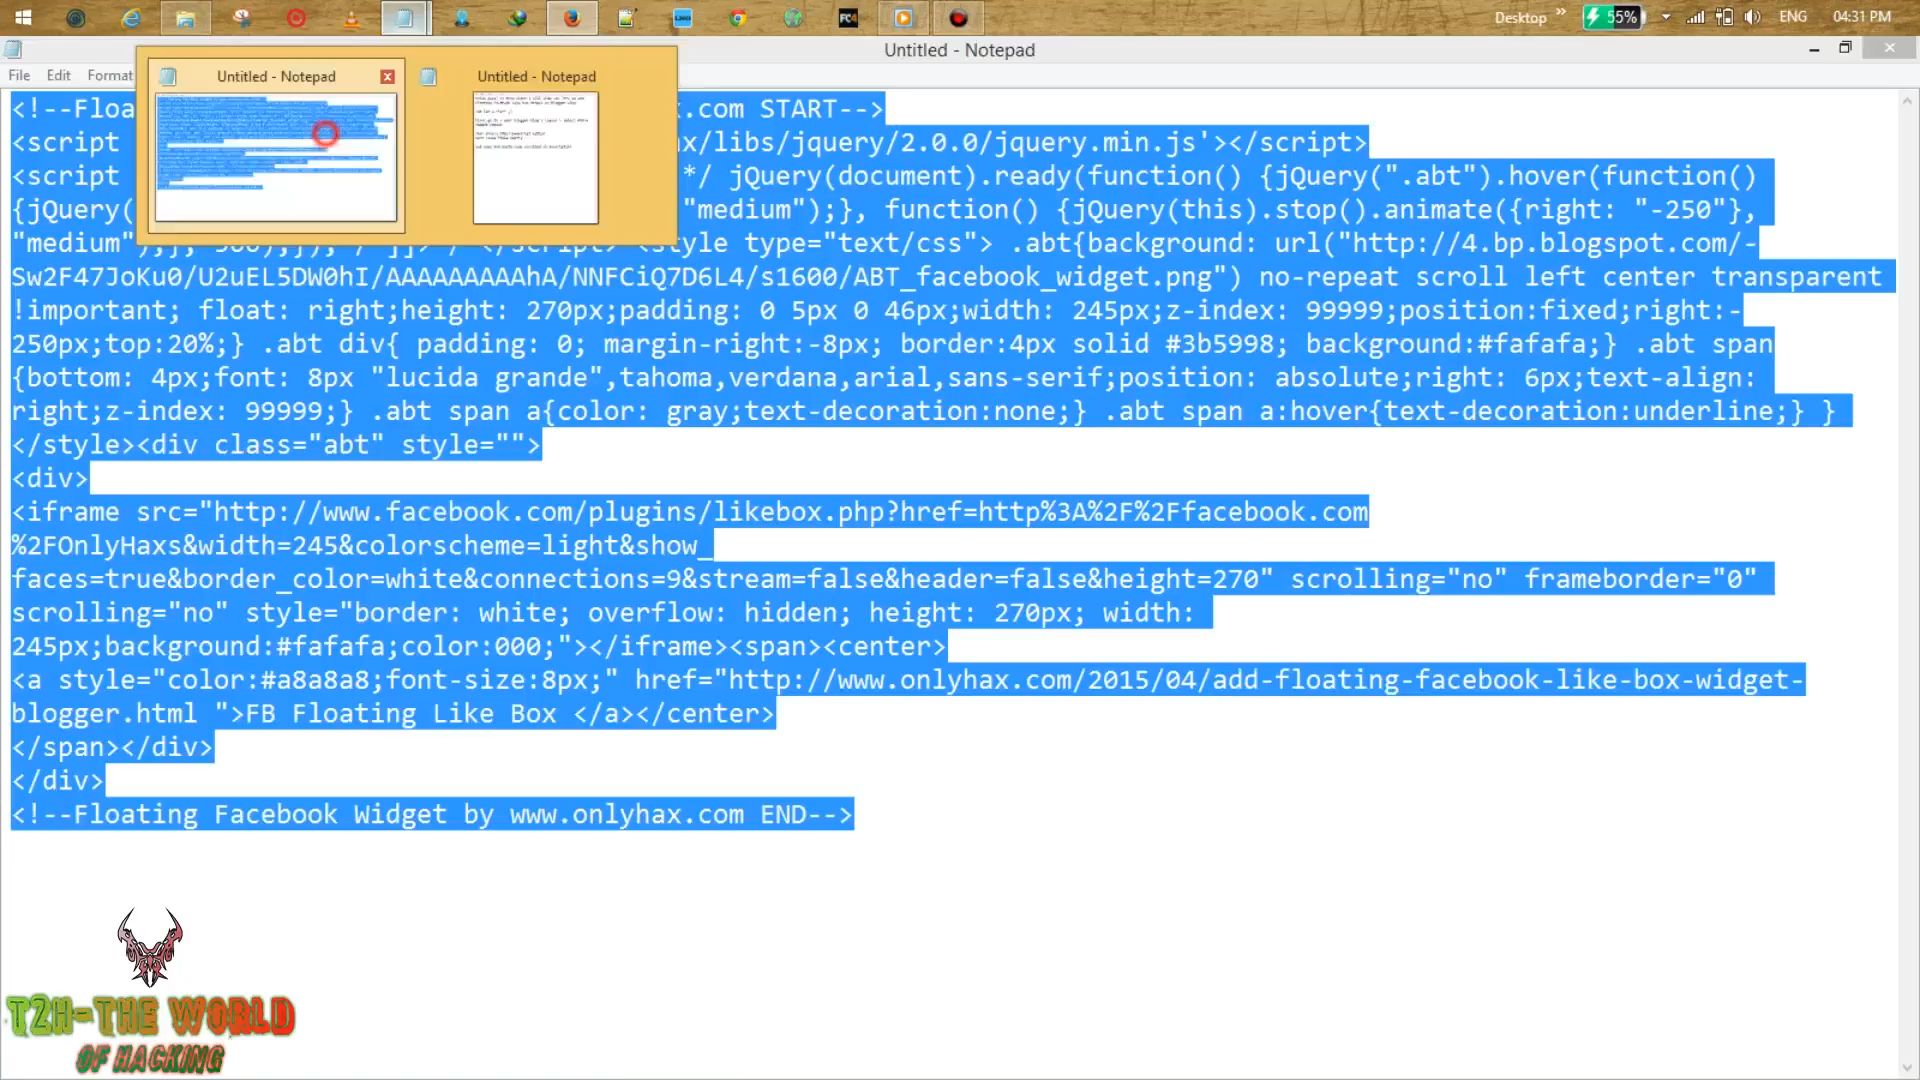 Desktop
55%
ENG
04:31 PM
Untitled - Notepad
File Edit Format
Untitled - Notepad
Untitled - Notepad
<!--Floa
x.com START-->
<script
x/libs/jquery/2.0.0/jquery.min.js'></script>
<script
*/ jQuery(document).ready(function() {jQuery(".abt").hover(function()
{jQuery(
"medium");}, function() {jQuery(this).stop().animate({right: "-250"},
"medium"
type="text/css"> .abt{background: url("http://4.bp.blogspot.com/-
Sw2F47JoKu0/U2uEL5DW0hI/AAAAAAAAAhA/NNFCiQ7D6L4/s1600/ABT_facebook_widget.png") no-repeat scroll left center transparent
!important; float: right;height: 270px;padding: 0 5px 0 46px;width: 245px;z-index: 99999;position:fixed;right:-
250px;top:20%;} .abt div{ padding: 0; margin-right:-8px; border:4px solid #3b5998; background:#fafafa;} .abt span
{bottom: 4px;font: 8px "lucida grande",tahoma,verdana,arial,sans-serif;position: absolute;right: 6px;text-align:
right;z-index: 99999;} .abt span a{color: gray;text-decoration:none;} .abt span a:hover{text-decoration:underline;} }
</style><div class="abt" style="">
<div>
<iframe src="http://www.facebook.com/plugins/likebox.php?href=http%3A%2F%2Ffacebook.com
%2FOnlyHaxs&width=245&colorscheme=light&show_
faces=true&border_color=white&connections=9&stream=false&header=false&height=270" scrolling="no" frameborder="0"
scrolling="no" style="border: white; overflow: hidden; height: 270px; width:
245px;background:#fafafa;color:000;"></iframe><span><center>
<a style="color:#a8a8a8;font-size:8px;" href="http://www.onlyhax.com/2015/04/add-floating-facebook-like-box-widget-
blogger.html ">FB Floating Like Box </a></center>
</span></div>
</div>
<!--Floating Facebook Widget by www.onlyhax.com END-->
T2H-THE WORLD
OF HACKING